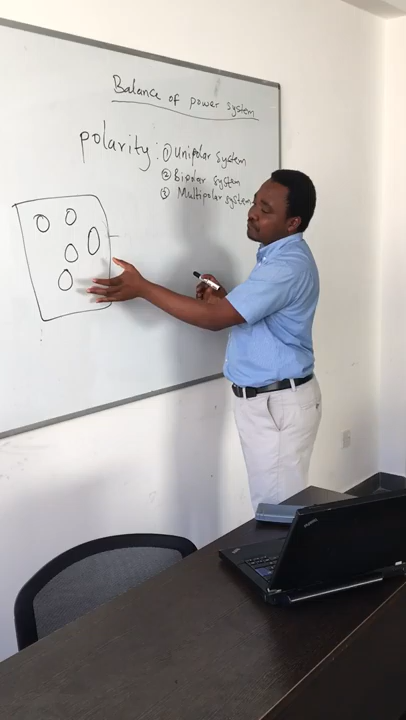 Balance of power system
polarity: ① Unipolar system
② Bipolar system
③ Multipolar system